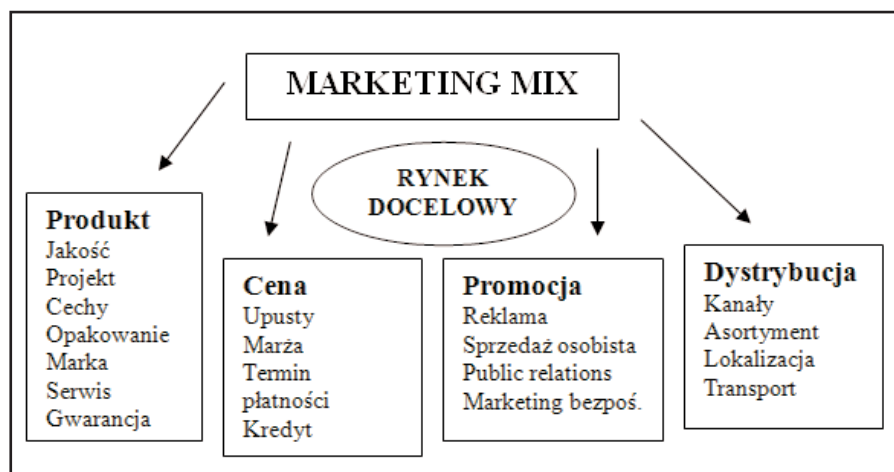 MARKETING MIX
RYNEK
DOCELOWY
Produkt
Jakość
Projekt
Cechy
Opakowanie
Marka
Serwis
Gwarancja
Cena
Upusty
Marża
Termin
płatności
Kredyt
Promocja
Reklama
Sprzedaż osobista
Public relations
Marketing bezpoś.
Dystrybucja
Kanały
Asortyment
Lokalizacja
Transport